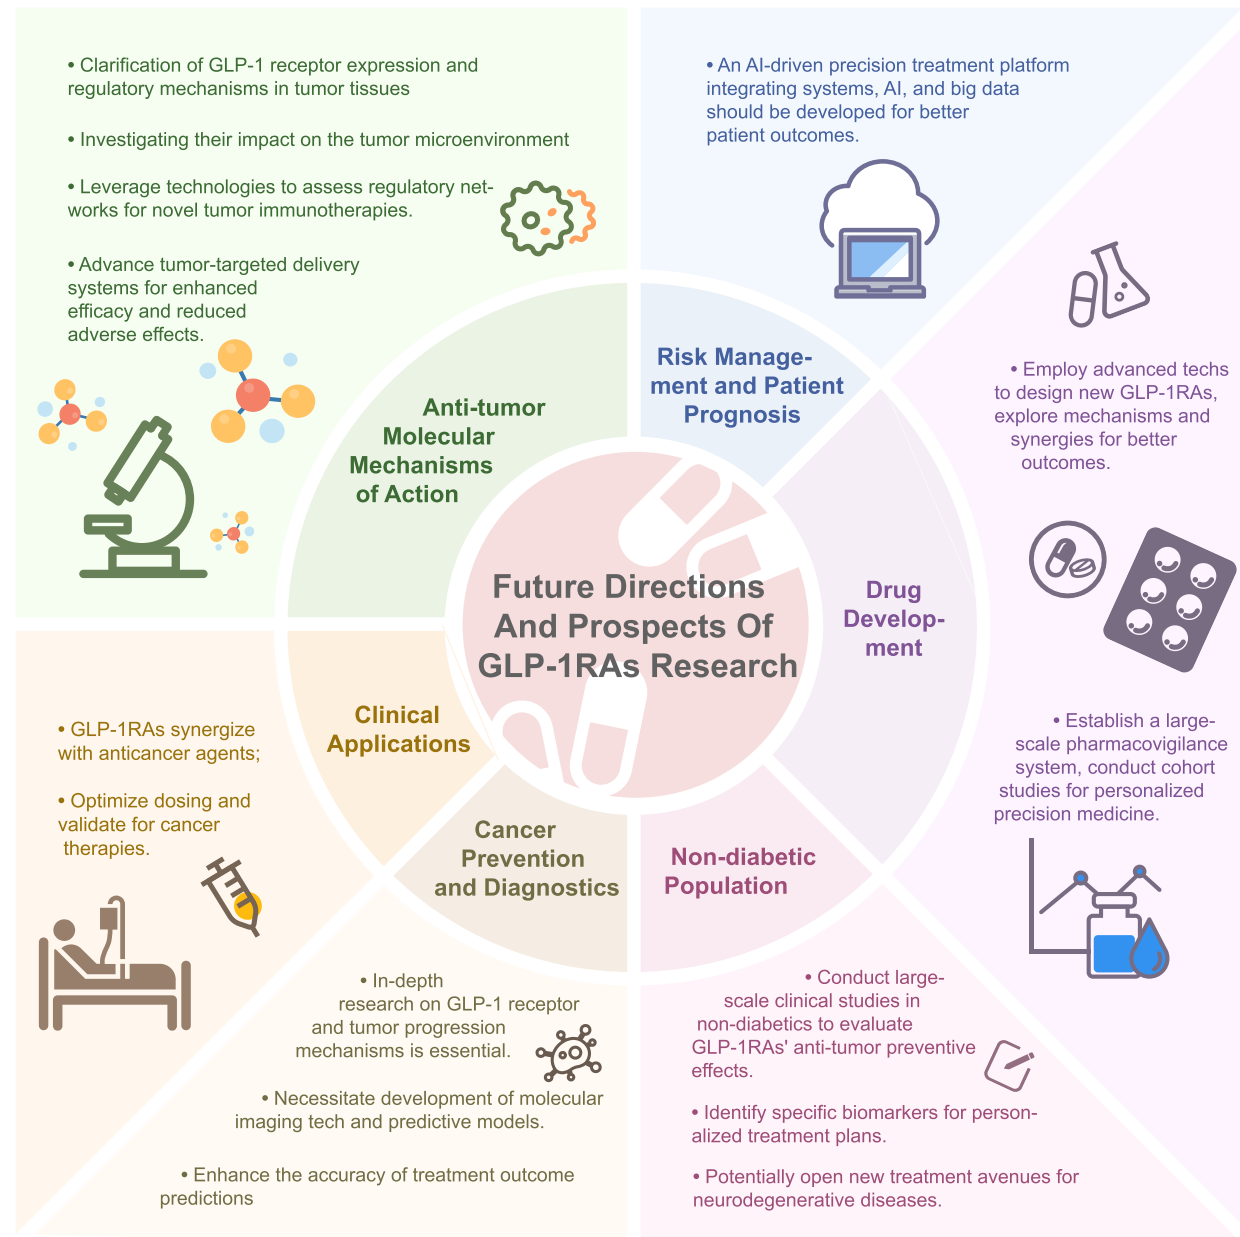 • Clarification of GLP-1 receptor expression and
regulatory mechanisms in tumor tissues
• Investigating their impact on the tumor microenvironment
• Leverage technologies to assess regulatory net-
works for novel tumor immunotherapies.
• Advance tumor-targeted delivery
systems for enhanced
efficacy and reduced
adverse effects.
Anti-tumor
Molecular
Mechanisms
of Action
• An AI-driven precision treatment platform
integrating systems, AI, and big data
should be developed for better
patient outcomes.
Risk Manage-
ment and Patient
Prognosis
• Employ advanced techs
to design new GLP-1RAs,
explore mechanisms and
synergies for better
outcomes.
Drug
Develop-
ment
• Establish a large-
scale pharmacovigilance
system, conduct cohort
studies for personalized
precision medicine.
Future Directions
And Prospects Of
GLP-1RAs Research
Clinical
Applications
• GLP-1RAs synergize
with anticancer agents;
• Optimize dosing and
validate for cancer
therapies.
Cancer
Prevention
and Diagnostics
• In-depth
research on GLP-1 receptor
and tumor progression
mechanisms is essential.
• Necessitate development of molecular
imaging tech and predictive models.
• Enhance the accuracy of treatment outcome
predictions
Non-diabetic
Population
• Conduct large-
scale clinical studies in
non-diabetics to evaluate
GLP-1RAs' anti-tumor preventive
effects.
• Identify specific biomarkers for person-
alized treatment plans.
• Potentially open new treatment avenues for
neurodegenerative diseases.